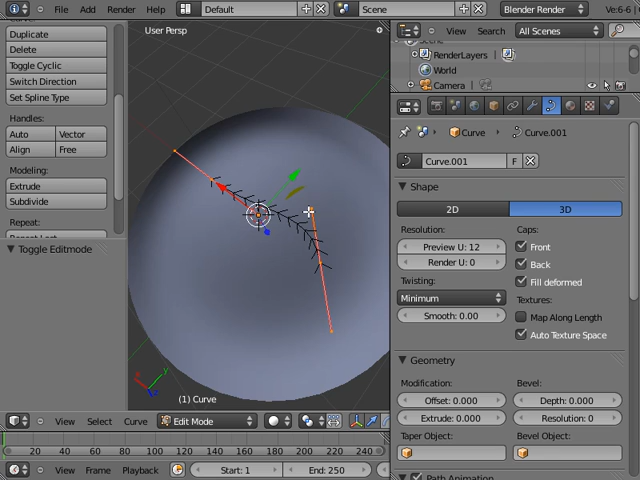 File Add Render Help Default Scene Blender Render Ve:6-6
User Persp
View Search All Scenes
RenderLayers
World
Camera
Duplicate
Delete
Toggle Cyclic
Switch Direction
Set Spline Type
Handles:
Auto Vector
Align Free
Modeling:
Extrude
Subdivide
Repeat:
Toggle Editmode
Curve Curve.001
Curve.001 F
Shape
2D 3D
Resolution: Caps:
Preview U: 12 Front
Render U: 0 Back
Twisting: Fill deformed
Minimum Textures:
Smooth: 0.00 Map Along Length
Auto Texture Space
Geometry
Modification: Bevel:
Offset: 0.000 Depth: 0.000
Extrude: 0.000 Resolution: 0
Taper Object: Bevel Object:
Path Animation
x y
(1) Curve
View Select Curve Edit Mode
20 40 60 80 100 120 140 160 180 200 220 240
View Frame Playback Start: 1 End: 250